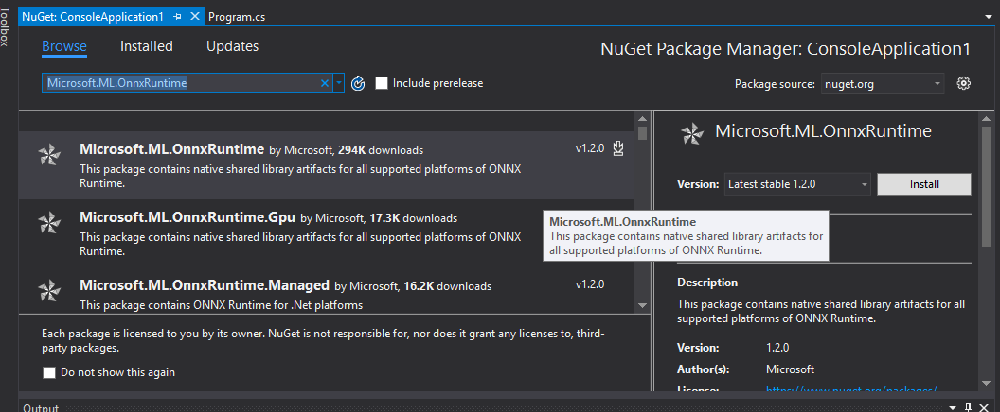 Toolbox
NuGet: ConsoleApplication1
Program.cs
Browse
Installed
Updates
NuGet Package Manager: ConsoleApplication1
Microsoft.ML.OnnxRuntime
Include prerelease
Package source:
nuget.org
Microsoft.ML.OnnxRuntime by Microsoft, 294K downloads
v1.2.0
This package contains native shared library artifacts for all supported platforms of ONNX
Runtime.
Microsoft.ML.OnnxRuntime.Gpu by Microsoft, 17.3K downloads
This package contains native shared library artifacts for all supported platforms of ONNX
Runtime.
Microsoft.ML.OnnxRuntime.Managed by Microsoft, 16.2K downloads
v1.2.0
This package contains ONNX Runtime for .Net platforms
Each package is licensed to you by its owner. NuGet is not responsible for, nor does it grant any licenses to, third-
party packages.
Do not show this again
Microsoft.ML.OnnxRuntime
Version:
Latest stable 1.2.0
Install
Microsoft.ML.OnnxRuntime
This package contains native shared library artifacts for
all supported platforms of ONNX Runtime.
Description
This package contains native shared library artifacts for all
supported platforms of ONNX Runtime.
Version: 1.2.0
Author(s): Microsoft
License: https://www.nuget.org/packages/
Output